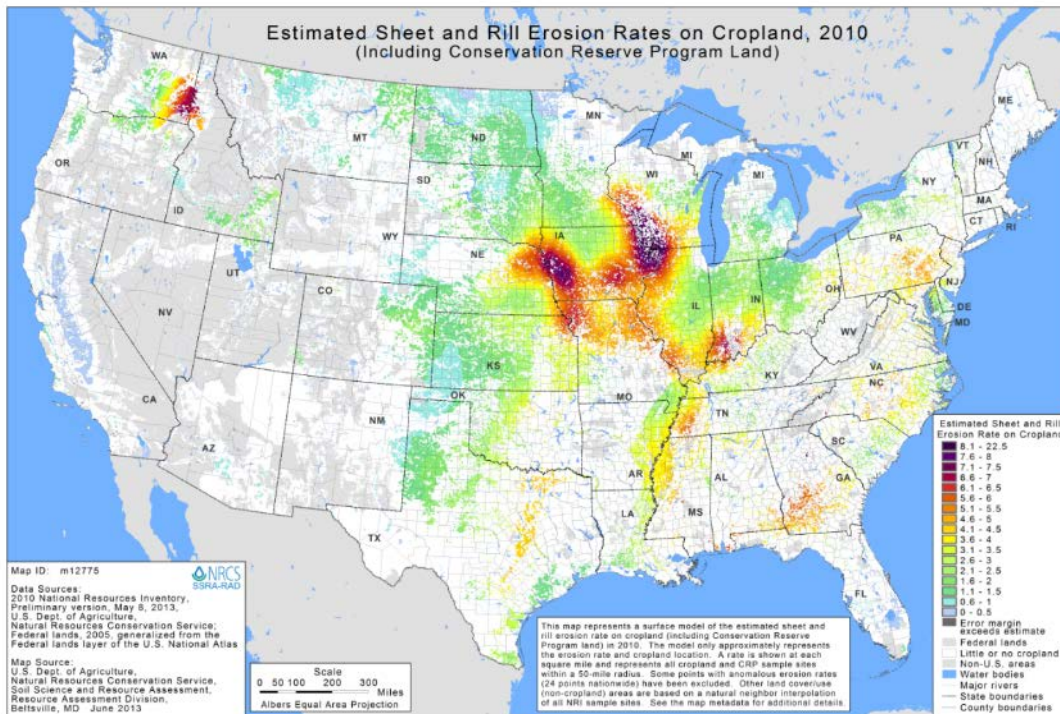 Estimated Sheet and Rill Erosion Rates on Cropland, 2010
(Including Conservation Reserve Program Land)
WA
MT
ND
MN
ME
OR
ID
SD
WI
MI
MI
VT
NH
NY
MA
CT
RI
WY
IA
NE
PA
NJ
NV
UT
CO
IL
IN
OH
DE
MD
WV
CA
KS
MO
KY
VA
NC
AZ
NM
OK
TN
AR
SC
MS
AL
GA
TX
LA
FL
Map ID: m12775
NRCS
SSRA-RAD
Data Sources:
2010 National Resources Inventory,
Preliminary version, May 8, 2013,
U.S. Dept. of Agriculture,
Natural Resources Conservation Service;
Federal lands, 2005, generalized from the
Federal lands layer of the U.S. National Atlas
Map Source:
U.S. Dept. of Agriculture,
Natural Resources Conservation Service,
Soil Science and Resource Assessment,
Resource Assessment Division,
Beltsville, MD June 2013
Scale
0 50 100 200 300
Miles
Albers Equal Area Projection
This map represents a surface model of the estimated sheet and
rill erosion rate on cropland (including Conservation Reserve
Program land) in 2010. The model only approximately represents
the erosion rate and cropland location. A rate is shown at each
square mile and represents all cropland and CRP sample sites
within a 50-mile radius. Some points with anomalous erosion rates
(24 points nationwide) have been excluded. Other land cover/use
(non-cropland) areas are based on a natural neighbor interpolation
of all NRI sample sites. See the map metadata for additional details.
Estimated Sheet and Rill
Erosion Rate on Cropland
8.1 - 22.5
7.6 - 8
7.1 - 7.5
6.6 - 7
6.1 - 6.5
5.6 - 6
5.1 - 5.5
4.6 - 5
4.1 - 4.5
3.6 - 4
3.1 - 3.5
2.6 - 3
2.1 - 2.5
1.6 - 2
1.1 - 1.5
0.6 - 1
0 - 0.5
Error margin
exceeds estimate
Federal lands
Little or no cropland
Non-U.S. areas
Water bodies
Major rivers
State boundaries
County boundaries